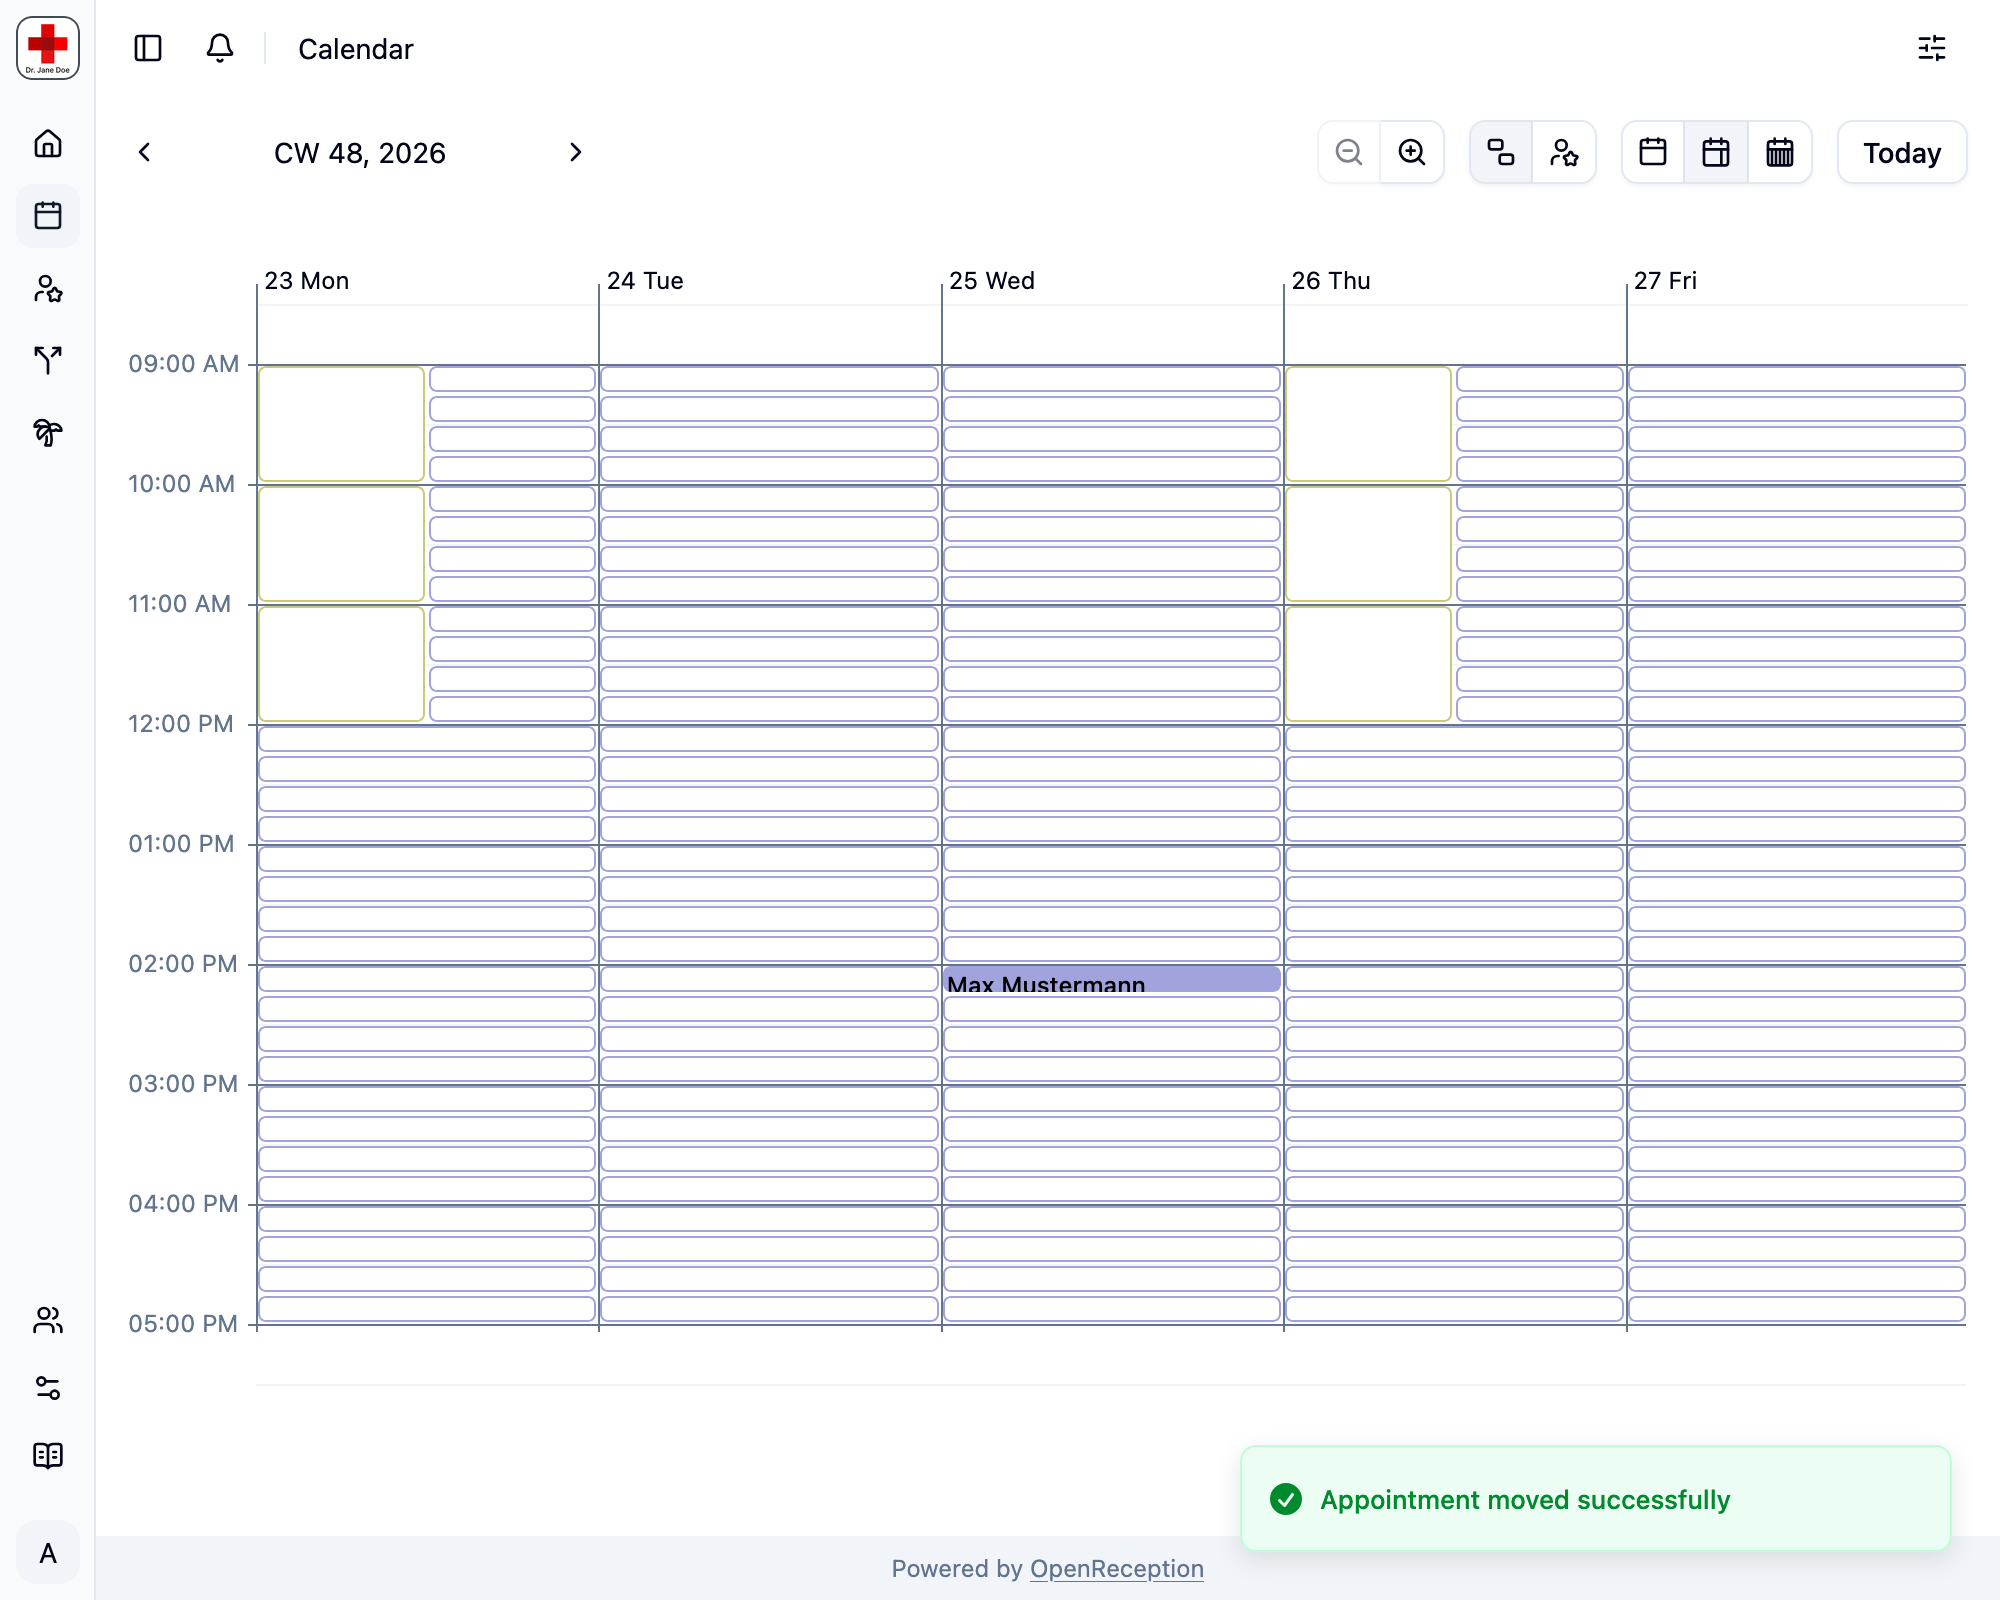 Dr. Jane Doe
Calendar
CW 48, 2026
Today
23 Mon
24 Tue
25 Wed
26 Thu
27 Fri
09:00 AM
10:00 AM
11:00 AM
12:00 PM
01:00 PM
02:00 PM
Max Mustermann
03:00 PM
04:00 PM
05:00 PM
Appointment moved successfully
A
Powered by OpenReception